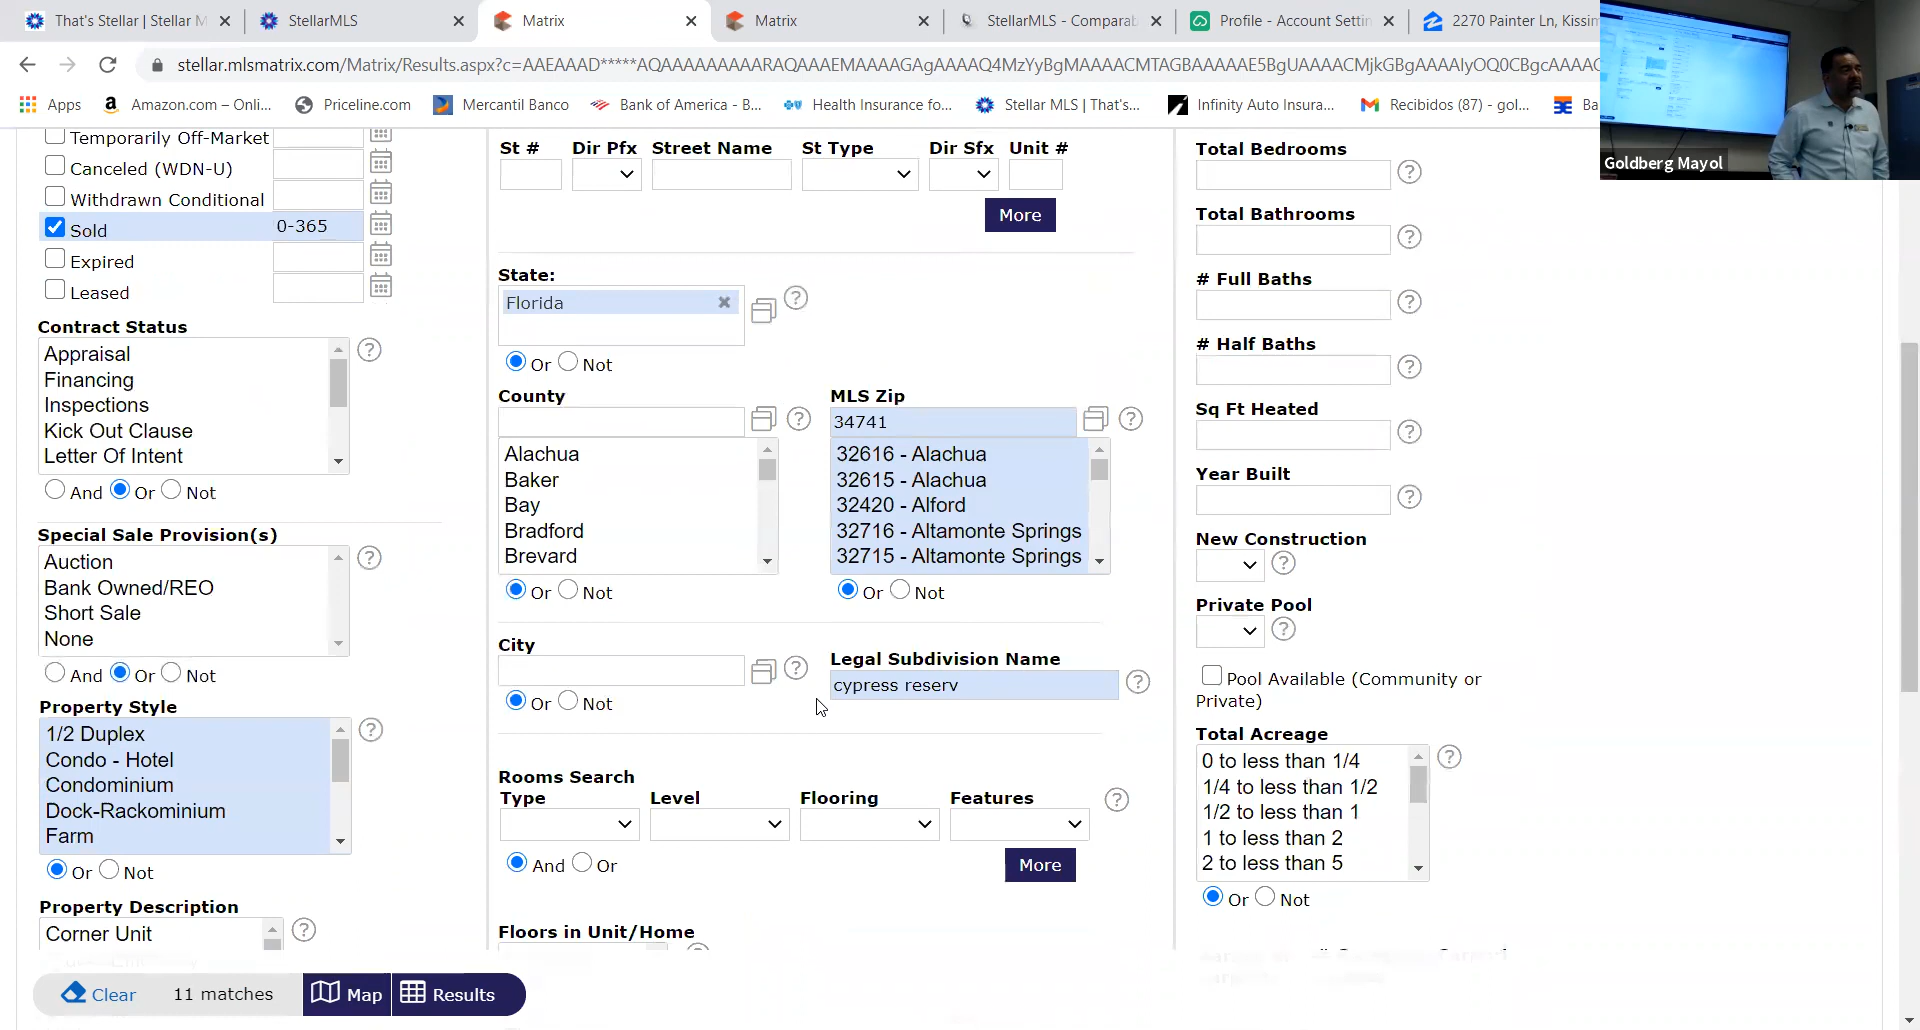 That's Stellar | Stellar M
StellarMLS
Matrix
Matrix
StellarMLS - Comparab
Profile - Account Settin
2270 Painter Ln, Kissim
stellar.mlsmatrix.com/Matrix/Results.aspx?c=AAEAAAD*****AQAAAAAAAAARAQAAAEMAAAAGAgAAAAQ4MzYyBgMAAAACMTAGBAAAAAE5BgUAAAACMjkGBgAAAAIyOQ0CBgcAAAAC
Apps
Amazon.com – Onli...
Priceline.com
Mercantil Banco
Bank of America - B...
Health Insurance fo...
Stellar MLS | That's...
Infinity Auto Insura...
Recibidos (87) - gol...
Ba
Goldberg Mayol
Temporarily Off-Market
Canceled (WDN-U)
Withdrawn Conditional
Sold 0-365
Expired
Leased
Contract Status
Appraisal
Financing
Inspections
Kick Out Clause
Letter Of Intent
And Or Not
Special Sale Provision(s)
Auction
Bank Owned/REO
Short Sale
None
And Or Not
Property Style
1/2 Duplex
Condo - Hotel
Condominium
Dock-Rackominium
Farm
Or Not
Property Description
Corner Unit
St # Dir Pfx Street Name St Type Dir Sfx Unit #
More
State:
Florida
Or Not
County
Alachua
Baker
Bay
Bradford
Brevard
Or Not
MLS Zip
34741
32616 - Alachua
32615 - Alachua
32420 - Alford
32716 - Altamonte Springs
32715 - Altamonte Springs
Or Not
City
Or Not
Legal Subdivision Name
cypress reserv
Rooms Search
Type Level Flooring Features
And Or
More
Floors in Unit/Home
Total Bedrooms
Total Bathrooms
# Full Baths
# Half Baths
Sq Ft Heated
Year Built
New Construction
Private Pool
Pool Available (Community or
Private)
Total Acreage
0 to less than 1/4
1/4 to less than 1/2
1/2 to less than 1
1 to less than 2
2 to less than 5
Or Not
Clear 11 matches Map Results